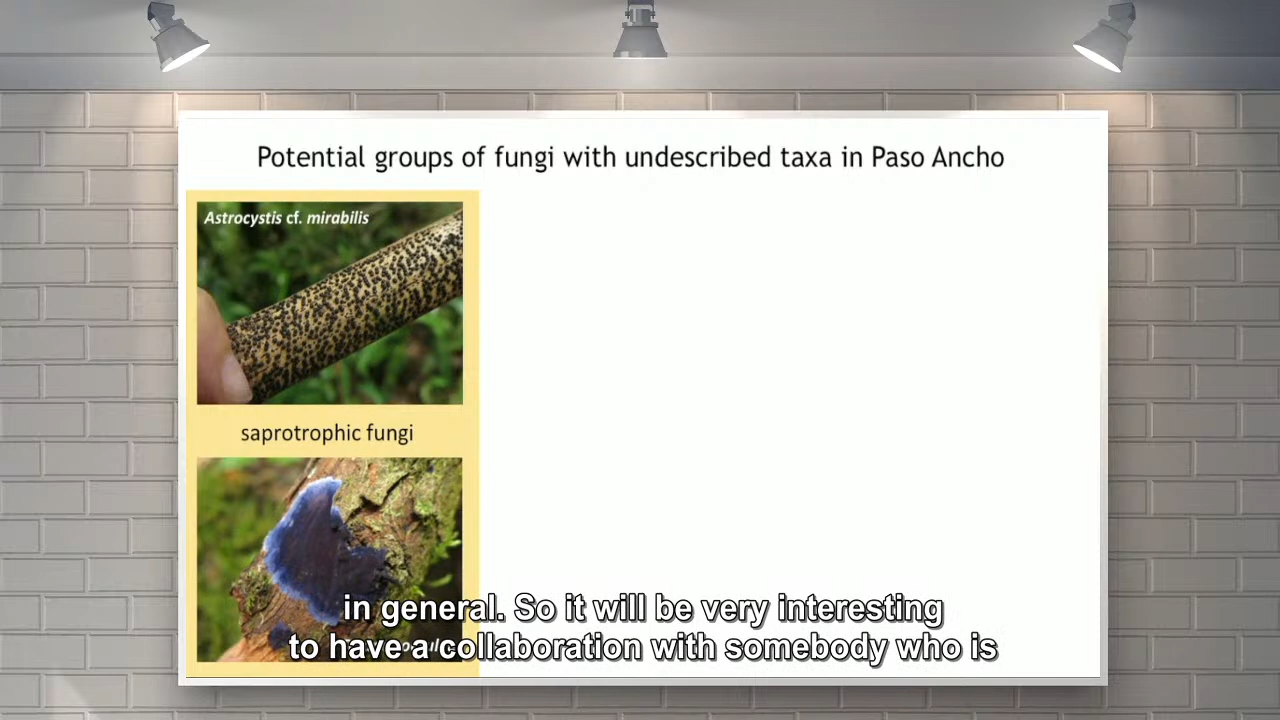 Potential groups of fungi with undescribed taxa in Paso Ancho
Astrocystis cf. mirabilis
saprotrophic fungi
in general. So it will be very interesting
to have a collaboration with somebody who is